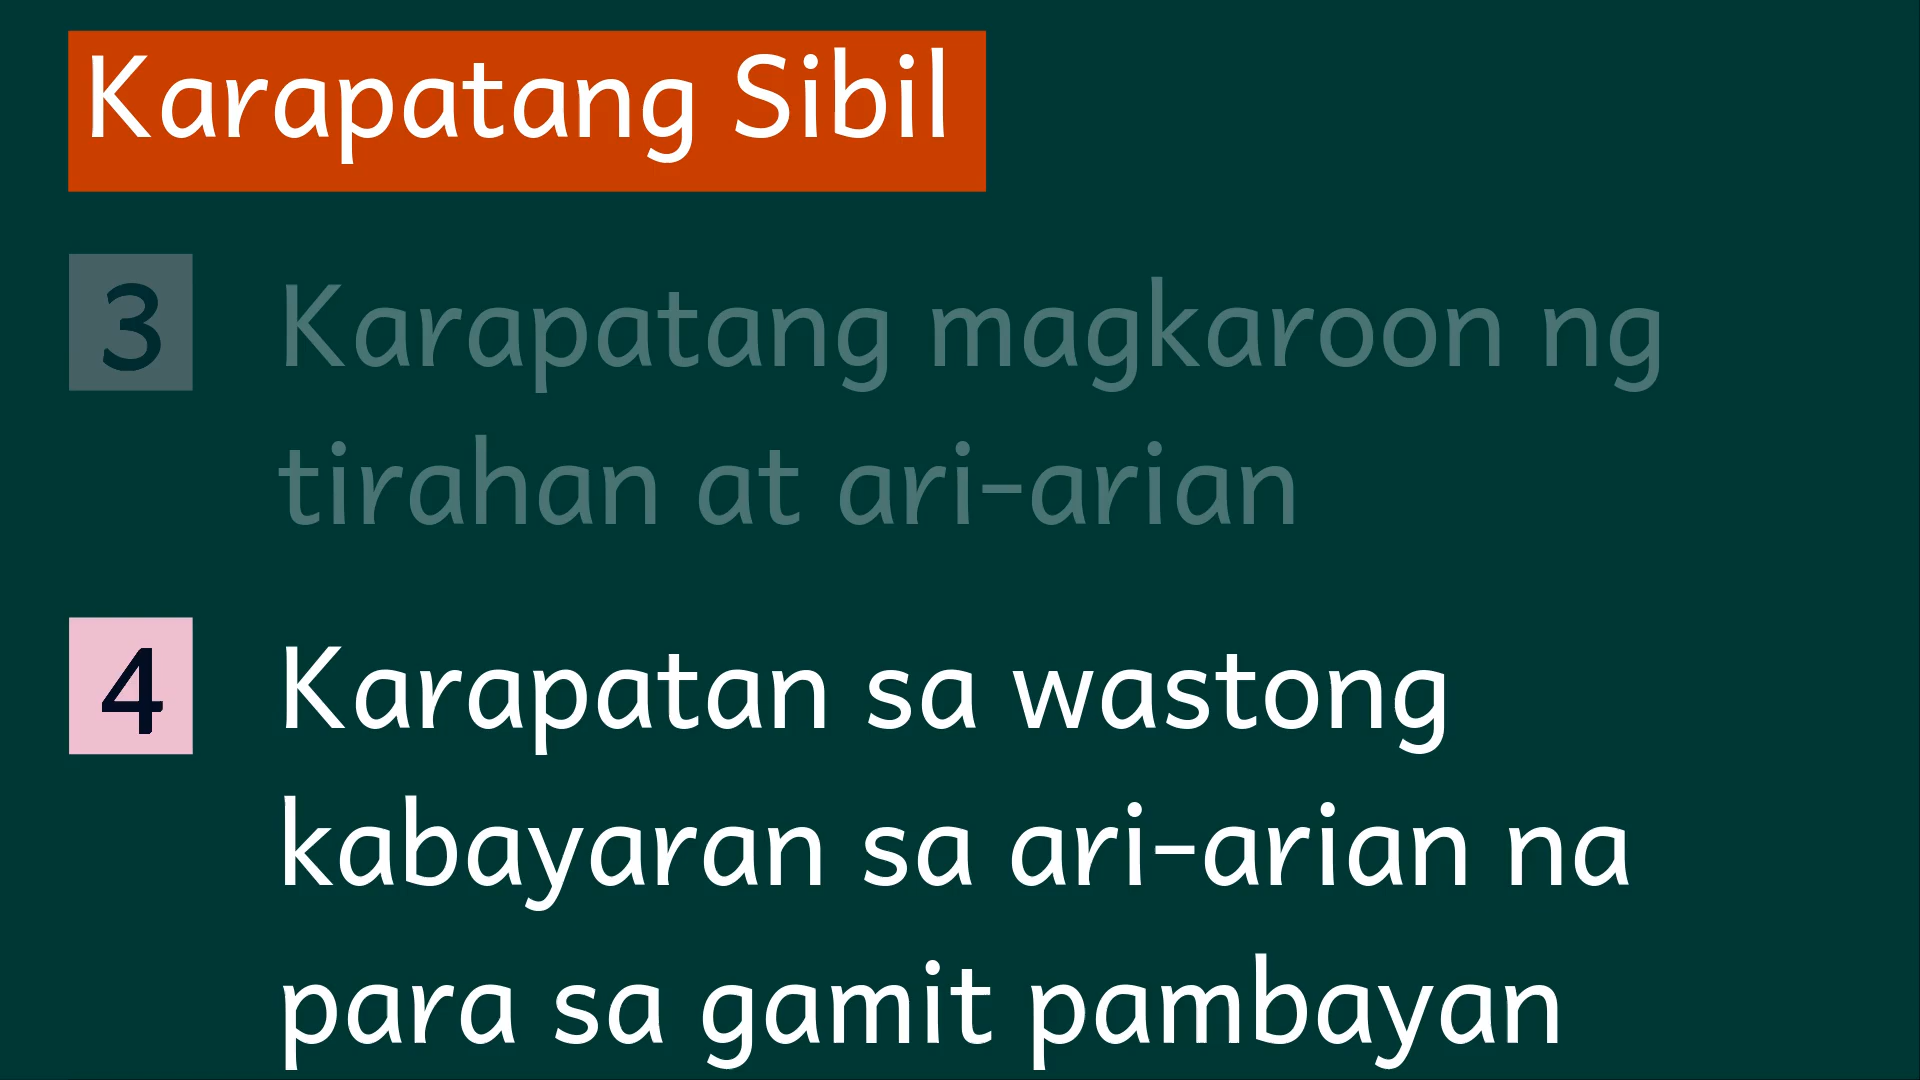 Karapatang Sibil
3 Karapatang magkaroon ng
tirahan at ari-arian
4 Karapatan sa wastong
kabayaran sa ari-arian na
para sa gamit pambayan